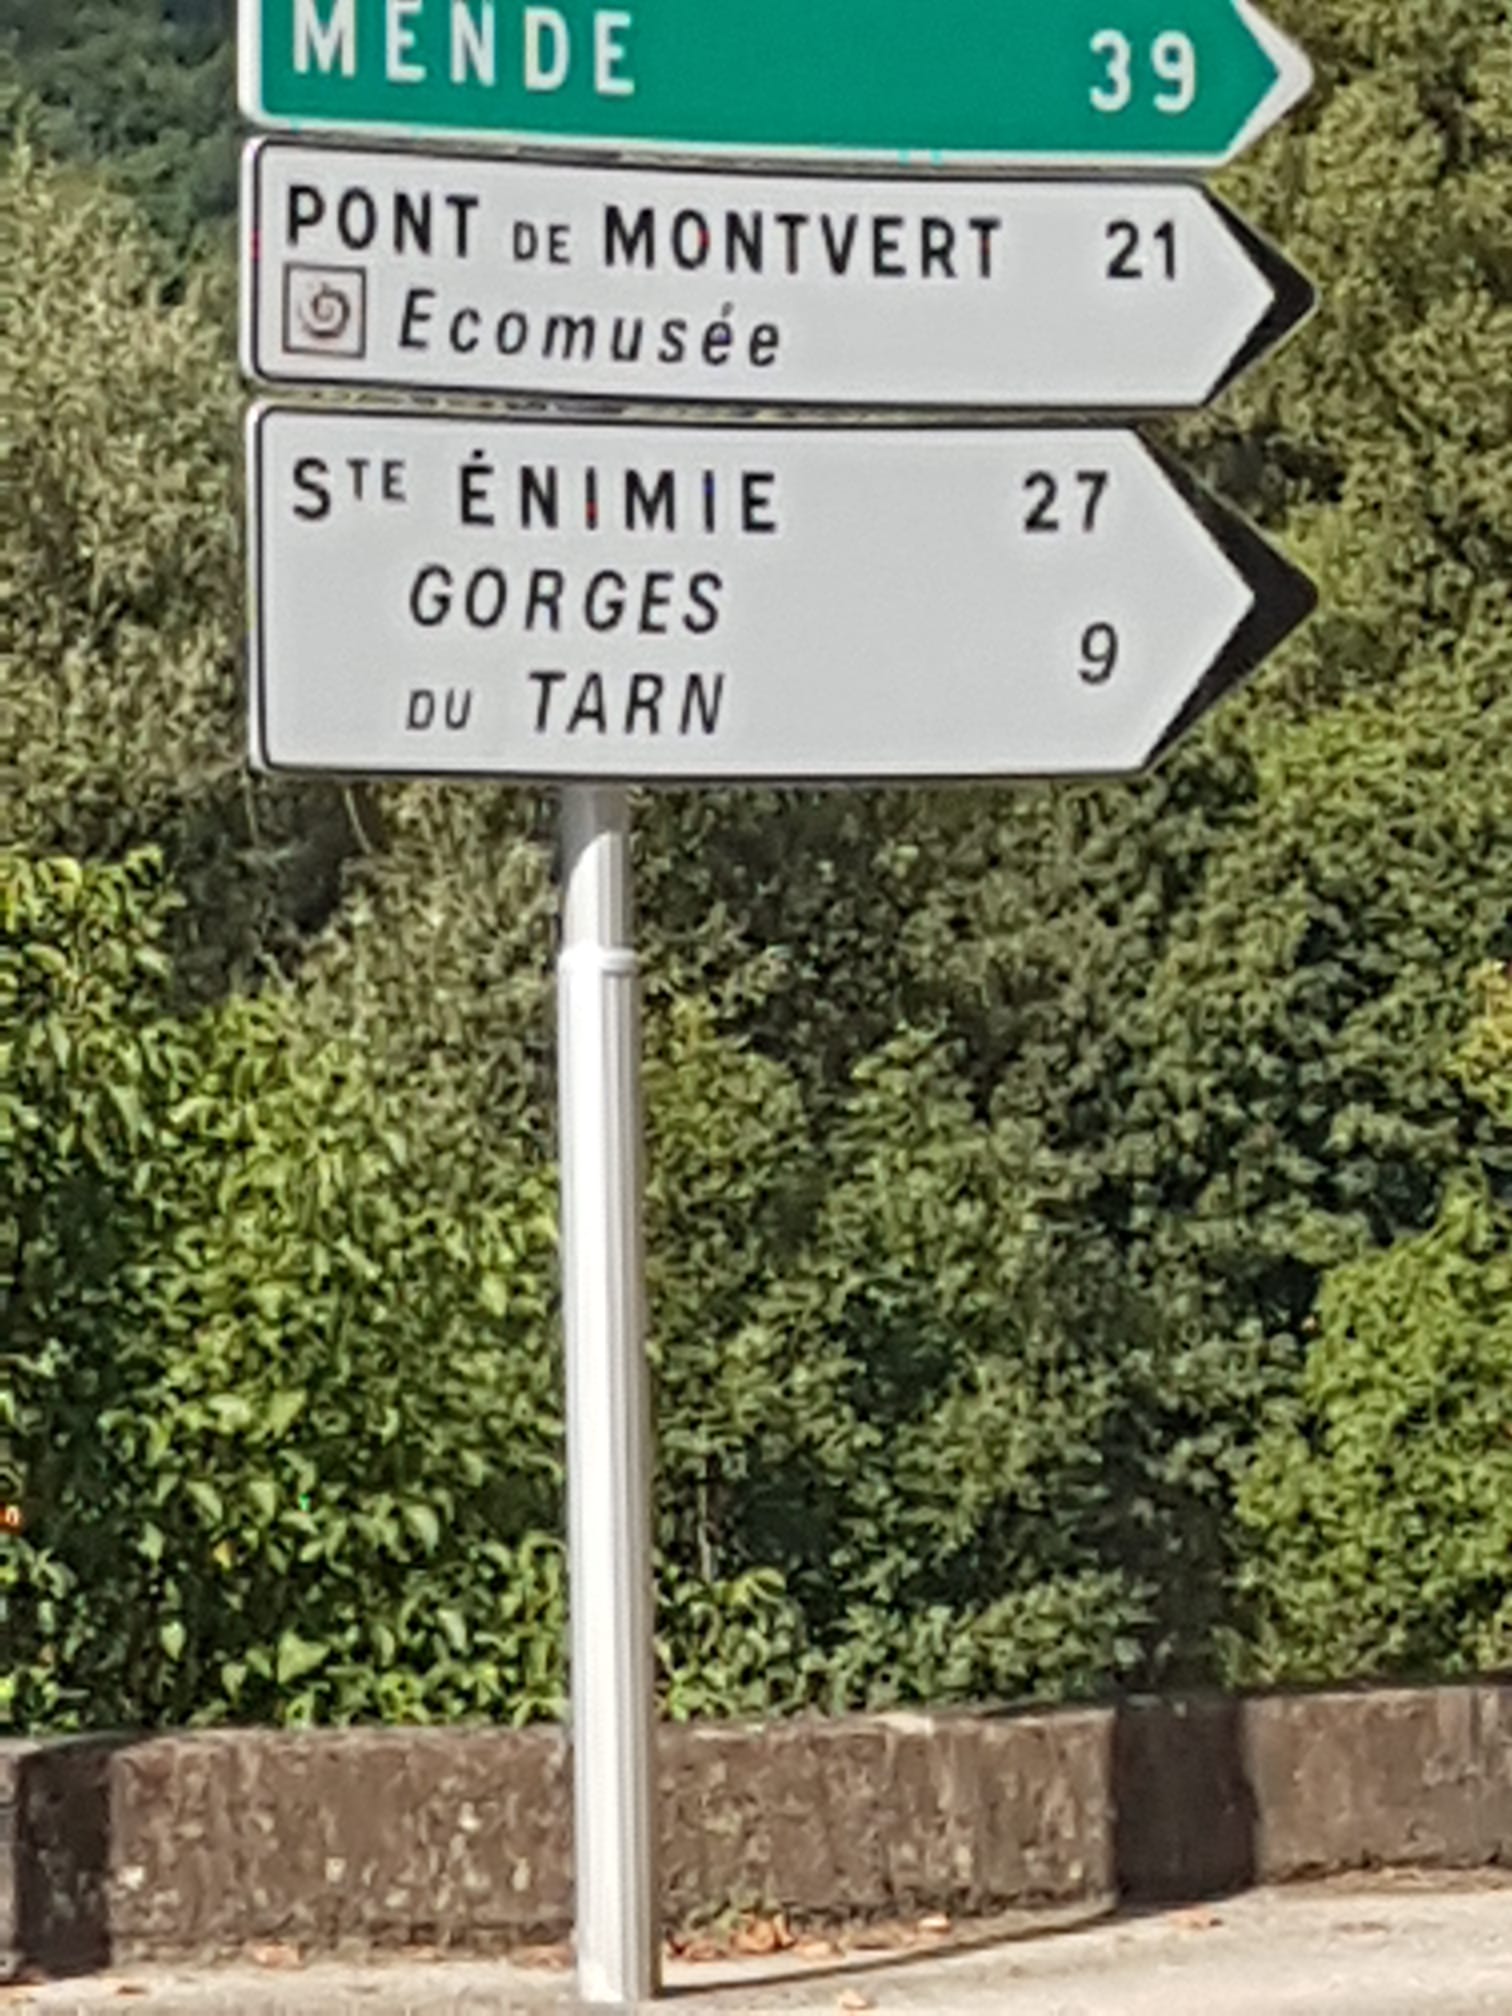 MENDE 39
PONT DE MONTVERT 21
Ecomusée
STE ÉNIMIE 27
GORGES
DU TARN 9